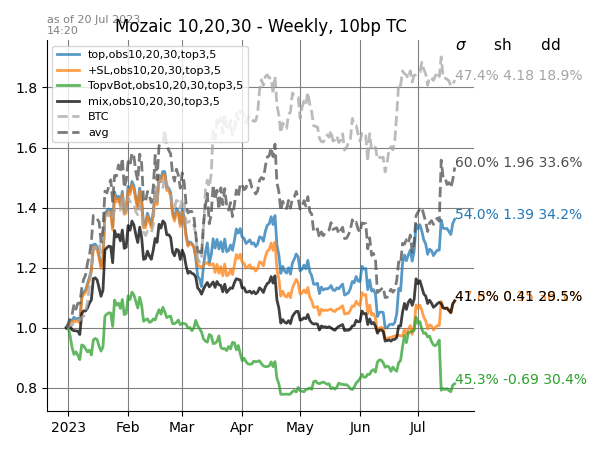 as of 20 Jul 2023
14:20
Mozaic 10,20,30 - Weekly, 10bp TC
σ sh dd
top,obs10,20,30,top3,5
+SL,obs10,20,30,top3,5
TopvBot,obs10,20,30,top3,5
mix,obs10,20,30,top3,5
BTC
avg
47.4% 4.18 18.9%
60.0% 1.96 33.6%
54.0% 1.39 34.2%
0.41 29.5%
45.3% -0.69 30.4%
1.8
1.6
1.4
1.2
1.0
0.8
2023 Feb Mar Apr May Jun Jul